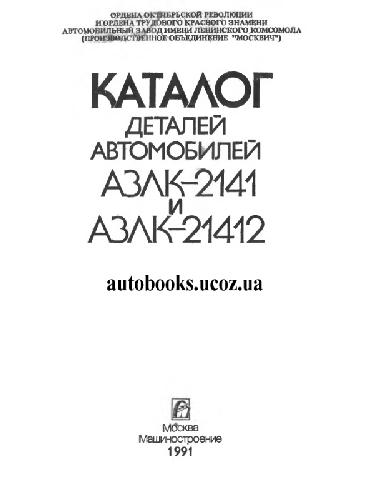 ОРДЕНА ОКТЯБРЬСКОЙ РЕВОЛЮЦИИ
И ОРДЕНА ТРУДОВОГО КРАСНОГО ЗНАМЕНИ
АВТОМОБИЛЬНЫЙ ЗАВОД ИМЕНИ ЛЕНИНСКОГО КОМСОМОЛА
(ПРОИЗВОДСТВЕННОЕ ОБЪЕДИНЕНИЕ "МОСКВИЧ")
КАТАЛОГ
ДЕТАЛЕЙ
АВТОМОБИЛЕЙ
АЗЛК-2141
И
АЗЛК-21412
autobooks.ucoz.ua
Москва
Машиностроение
1991